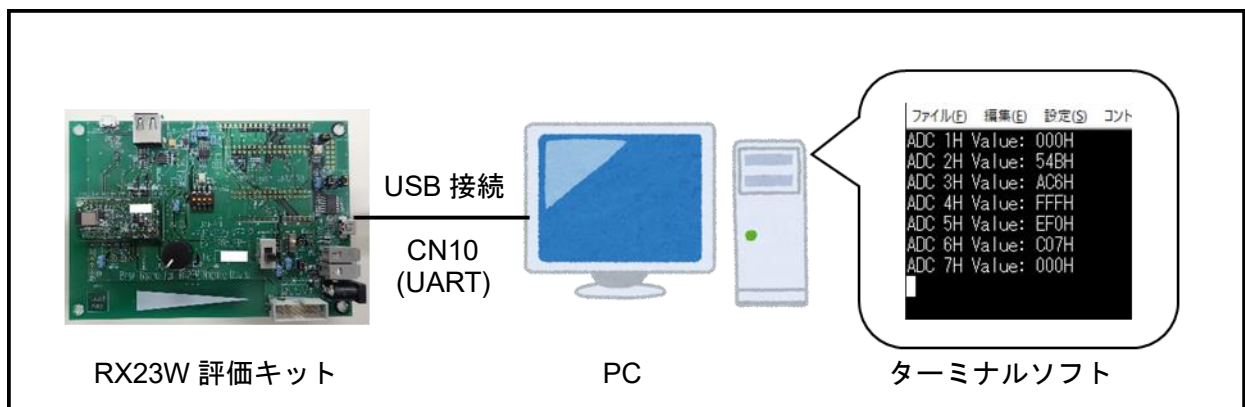 USB 接続
CN10
(UART)
ファイル(F) 編集(E) 設定(S) コント
ADC 1H Value: 000H
ADC 2H Value: 54BH
ADC 3H Value: AC6H
ADC 4H Value: FFFH
ADC 5H Value: EF0H
ADC 6H Value: C07H
ADC 7H Value: 000H
RX23W 評価キット
PC
ターミナルソフト